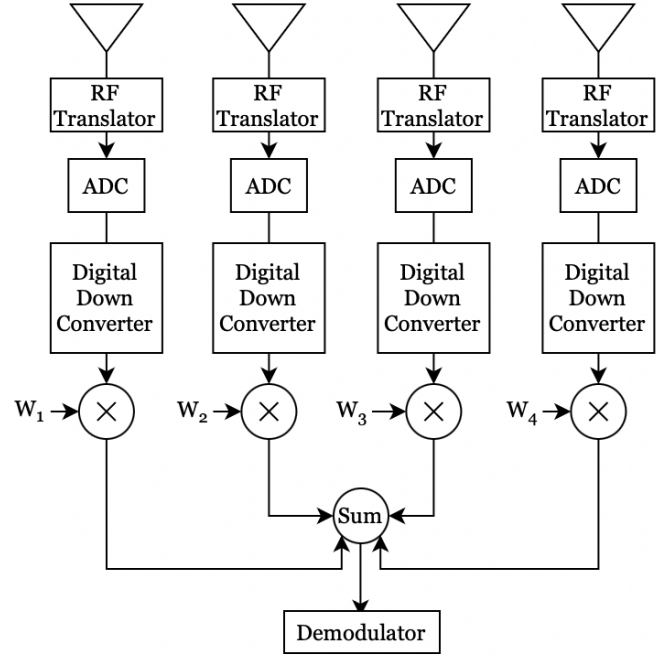 RF RF RF RF
Translator Translator Translator Translator
ADC ADC ADC ADC
Digital Digital Digital Digital
Down Down Down Down
Converter Converter Converter Converter
W₁ × W₂ × W₃ × W₄ ×
Sum
Demodulator